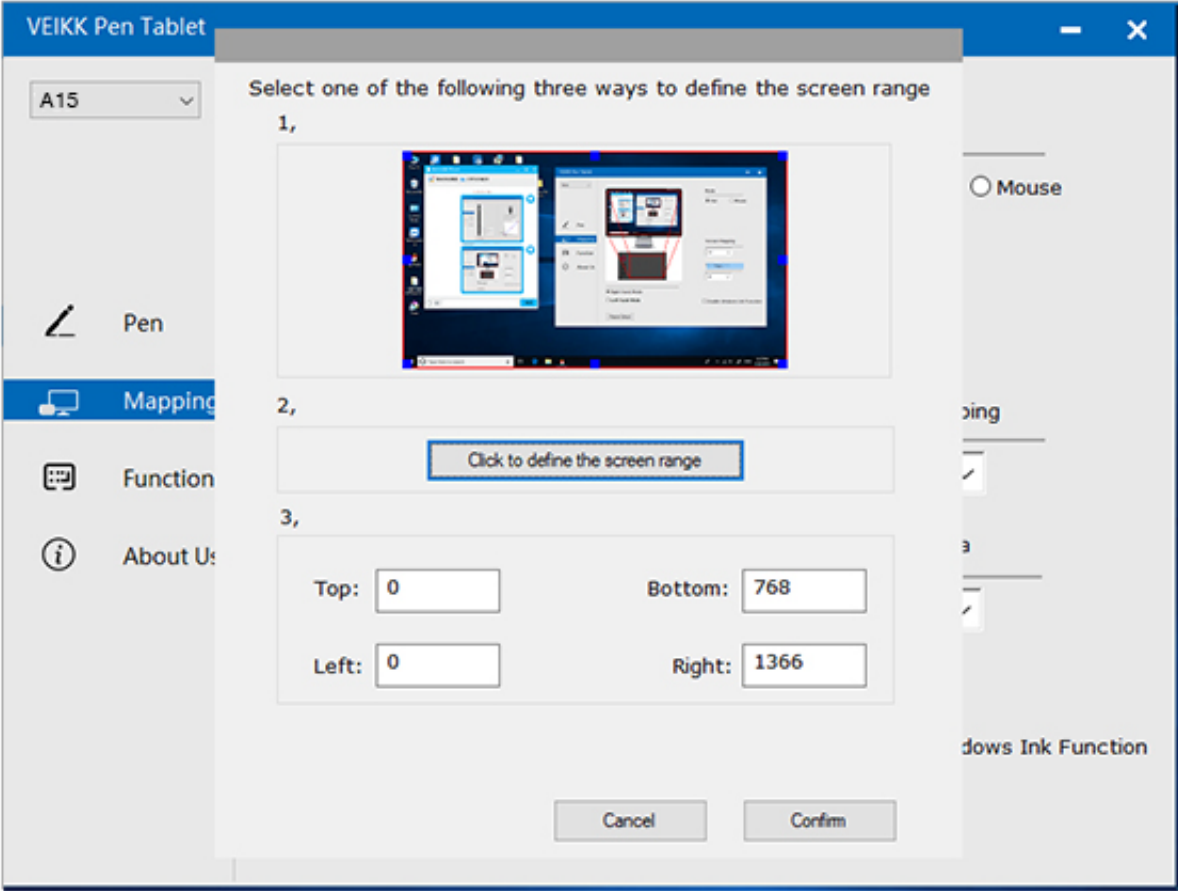 VEIKK Pen Tablet
Select one of the following three ways to define the screen range
A15
1,
Mouse
Pen
Mapping
2,
ping
Click to define the screen range
Function
3,
a
About Us
Top: 0
Bottom: 768
Left: 0
Right: 1366
dows Ink Function
Cancel
Confirm